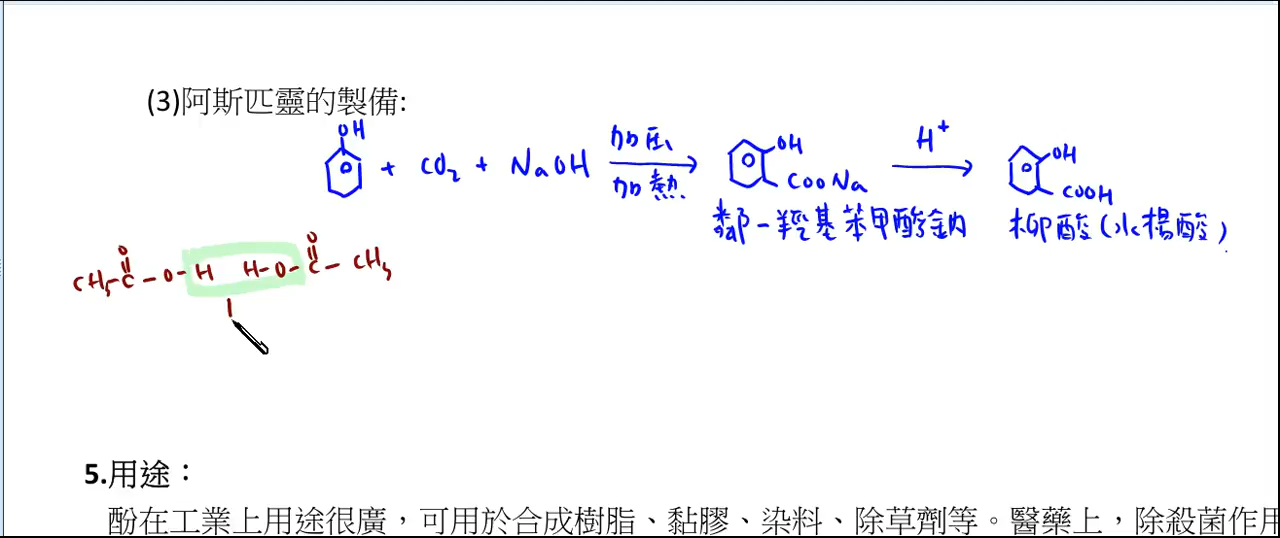 (3)阿斯匹靈的製備:
OH + CO2 + NaOH 加壓 加熱 → OH COONa H+ → OH COOH
鄰-羥基苯甲酸鈉 柳酸(水楊酸)
O O
CH3-C-O-H H-O-C-CH3
5.用途：
酚在工業上用途很廣，可用於合成樹脂、黏膠、染料、除草劑等。醫藥上，除殺菌作用